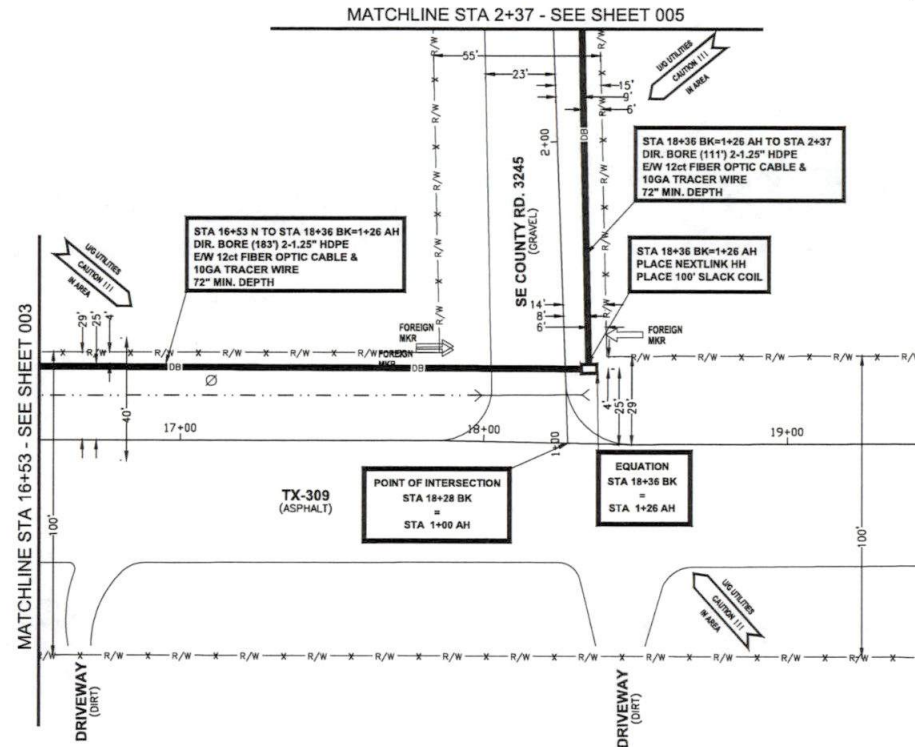 MATCHLINE STA 2+37 - SEE SHEET 005
R/W
55'
23'
15'
9'
6'
U/G UTILITIES
CAUTION !!!
IN AREA
DB
2+00
STA 18+36 BK=1+26 AH TO STA 2+37
DIR. BORE (111') 2-1.25" HDPE
E/W 12ct FIBER OPTIC CABLE &
10GA TRACER WIRE
72" MIN. DEPTH
STA 16+53 N TO STA 18+36 BK=1+26 AH
DIR. BORE (183') 2-1.25" HDPE
E/W 12ct FIBER OPTIC CABLE &
10GA TRACER WIRE
72" MIN. DEPTH
SE COUNTY RD. 3245
(GRAVEL)
STA 18+36 BK=1+26 AH
PLACE NEXTLINK HH
PLACE 100' SLACK COIL
U/G UTILITIES
CAUTION !!!
IN AREA
MATCHLINE STA 16+53 - SEE SHEET 003
29'
25'
4'
14'
8'
6'
FOREIGN
MKR
FOREIGN
MKR
FOREIGN
MKR
X R/W X R/W X R/W X R/W X R/W X R/W X
R/W X R/W X R/W X R/W
DB
DB
40'
4'
25'
29'
17+00
18+00
1+00
19+00
POINT OF INTERSECTION
STA 18+28 BK
=
STA 1+00 AH
EQUATION
STA 18+36 BK
=
STA 1+26 AH
TX-309
(ASPHALT)
100'
100'
U/G UTILITIES
CAUTION !!!
IN AREA
R/W X R/W X R/W X R/W X R/W X R/W X R/W X R/W X R/W X R/W X R/W X R/W X R/W
DRIVEWAY
(DIRT)
DRIVEWAY
(DIRT)